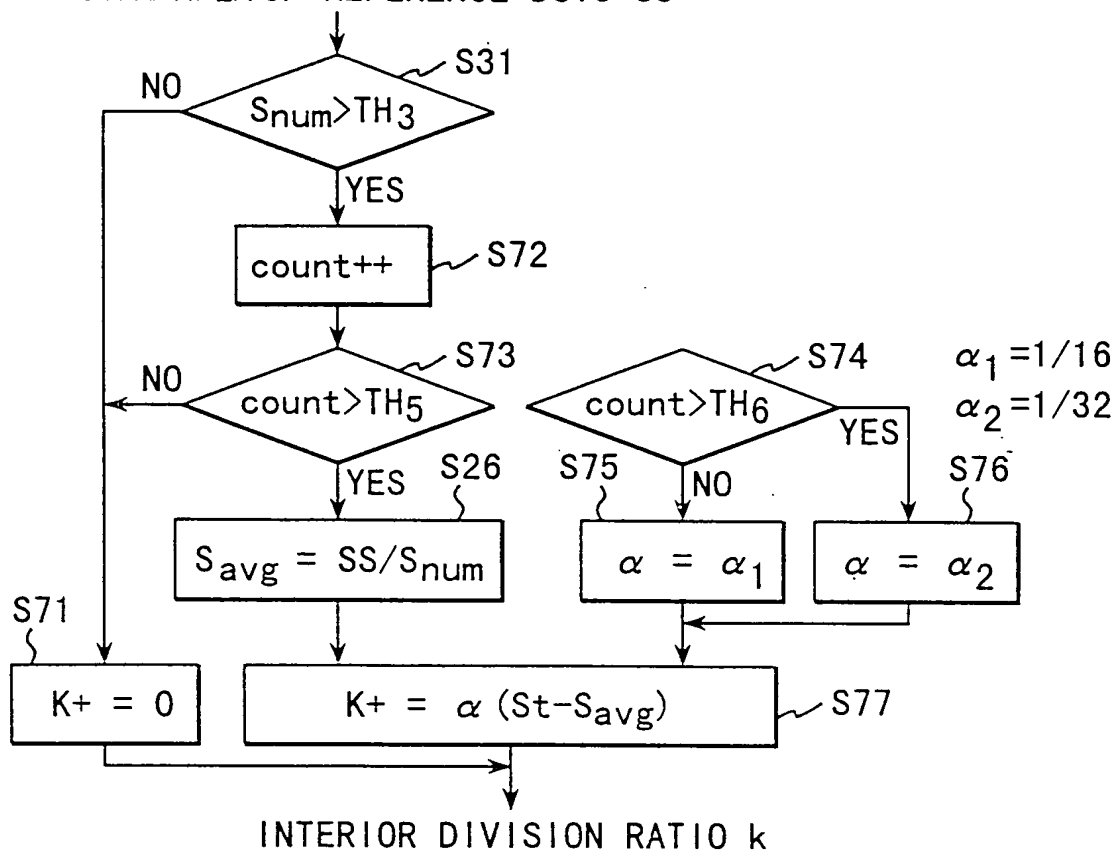 S31
NO
Snum>TH3
YES
count++
S72
S73
NO
count>TH5
YES
S74
count>TH6
YES
NO
α1=1/16
α2=1/32
S26
Savg = SS/Snum
S75
α = α1
S76
α = α2
S71
K+ = 0
K+ = α(St-Savg)
S77
INTERIOR DIVISION RATIO k